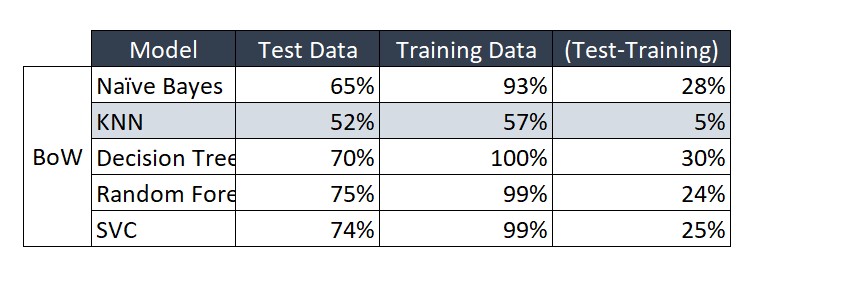 Model Test Data Training Data (Test-Training)
Naïve Bayes 65% 93% 28%
KNN 52% 57% 5%
BoW Decision Tree 70% 100% 30%
Random Fore 75% 99% 24%
SVC 74% 99% 25%